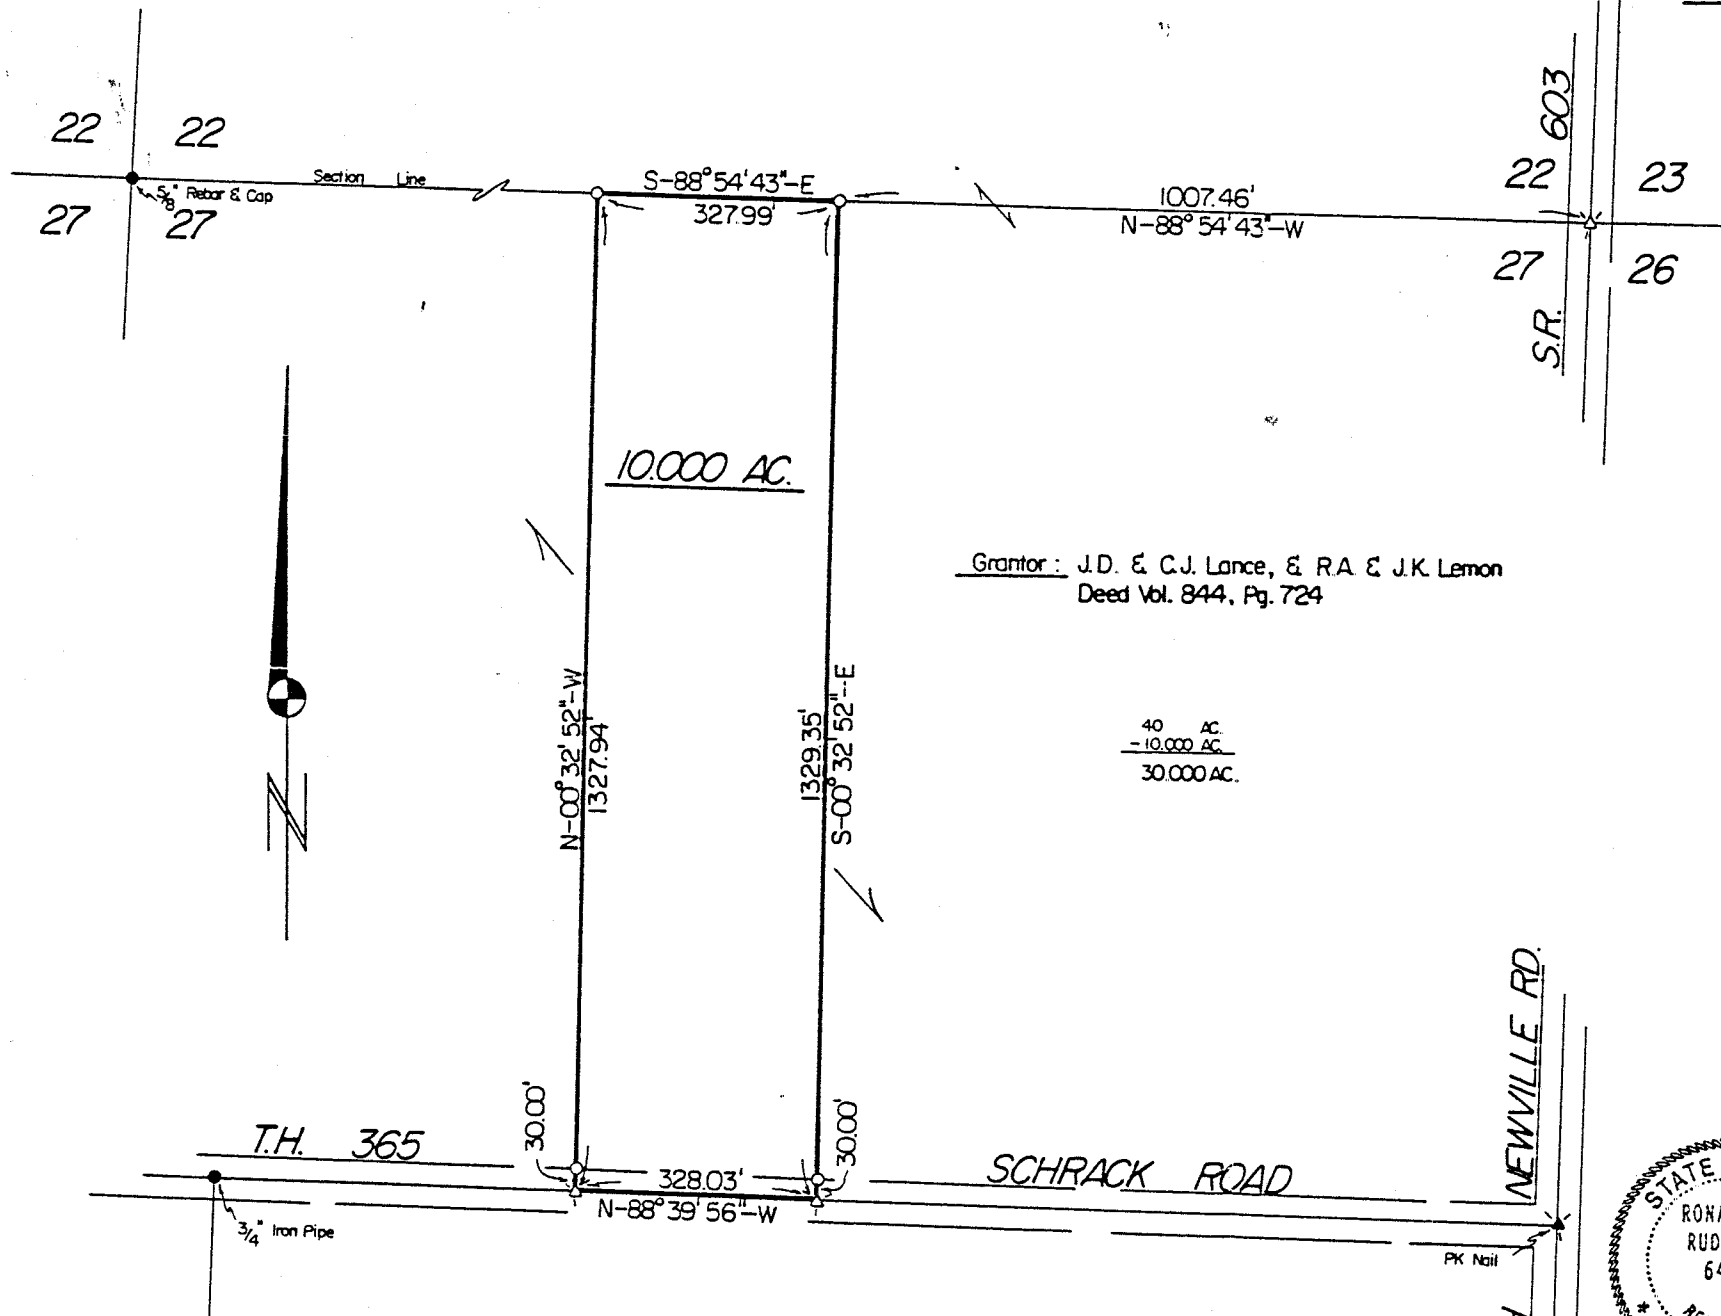 603
S.R.
22 22
5/8" Rebar & Cap
27 27
Section Line
S-88°54'43"-E
327.99'
1007.46'
N-88°54'43"-W
22 23
27 26
10.000 AC.
Grantor: J.D. & C.J. Lance, & R.A. & J.K. Lemon
Deed Vol. 844, Pg. 724
N-00°32'52"-W
1327.94'
1329.35'
S-00°32'52"-E
40 AC.
-10.000 AC.
30.000 AC.
N
NEWVILLE RD.
30.00'
30.00'
T.H. 365
328.03'
N-88°39'56"-W
SCHRACK ROAD
3/4" Iron Pipe
PK Nail
STATE